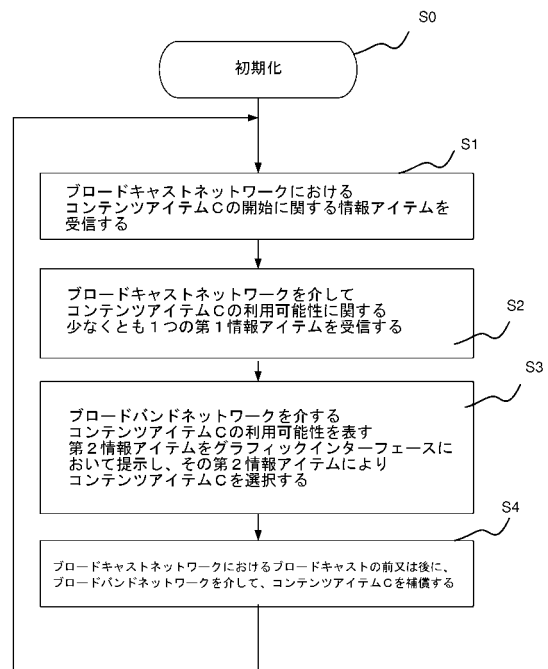 S0
初期化
S1
ブロードキャストネットワークにおける
コンテンツアイテムCの開始に関する情報アイテムを
受信する
ブロードキャストネットワークを介して
コンテンツアイテムCの利用可能性に関する
少なくとも1つの第1情報アイテムを受信する
S2
S3
ブロードバンドネットワークを介する
コンテンツアイテムCの利用可能性を表す
第2情報アイテムをグラフィックインターフェースに
おいて提示し、その第2情報アイテムにより
コンテンツアイテムCを選択する
S4
ブロードキャストネットワークにおけるブロードキャストの前又は後に、
ブロードバンドネットワークを介して、コンテンツアイテムCを補償する